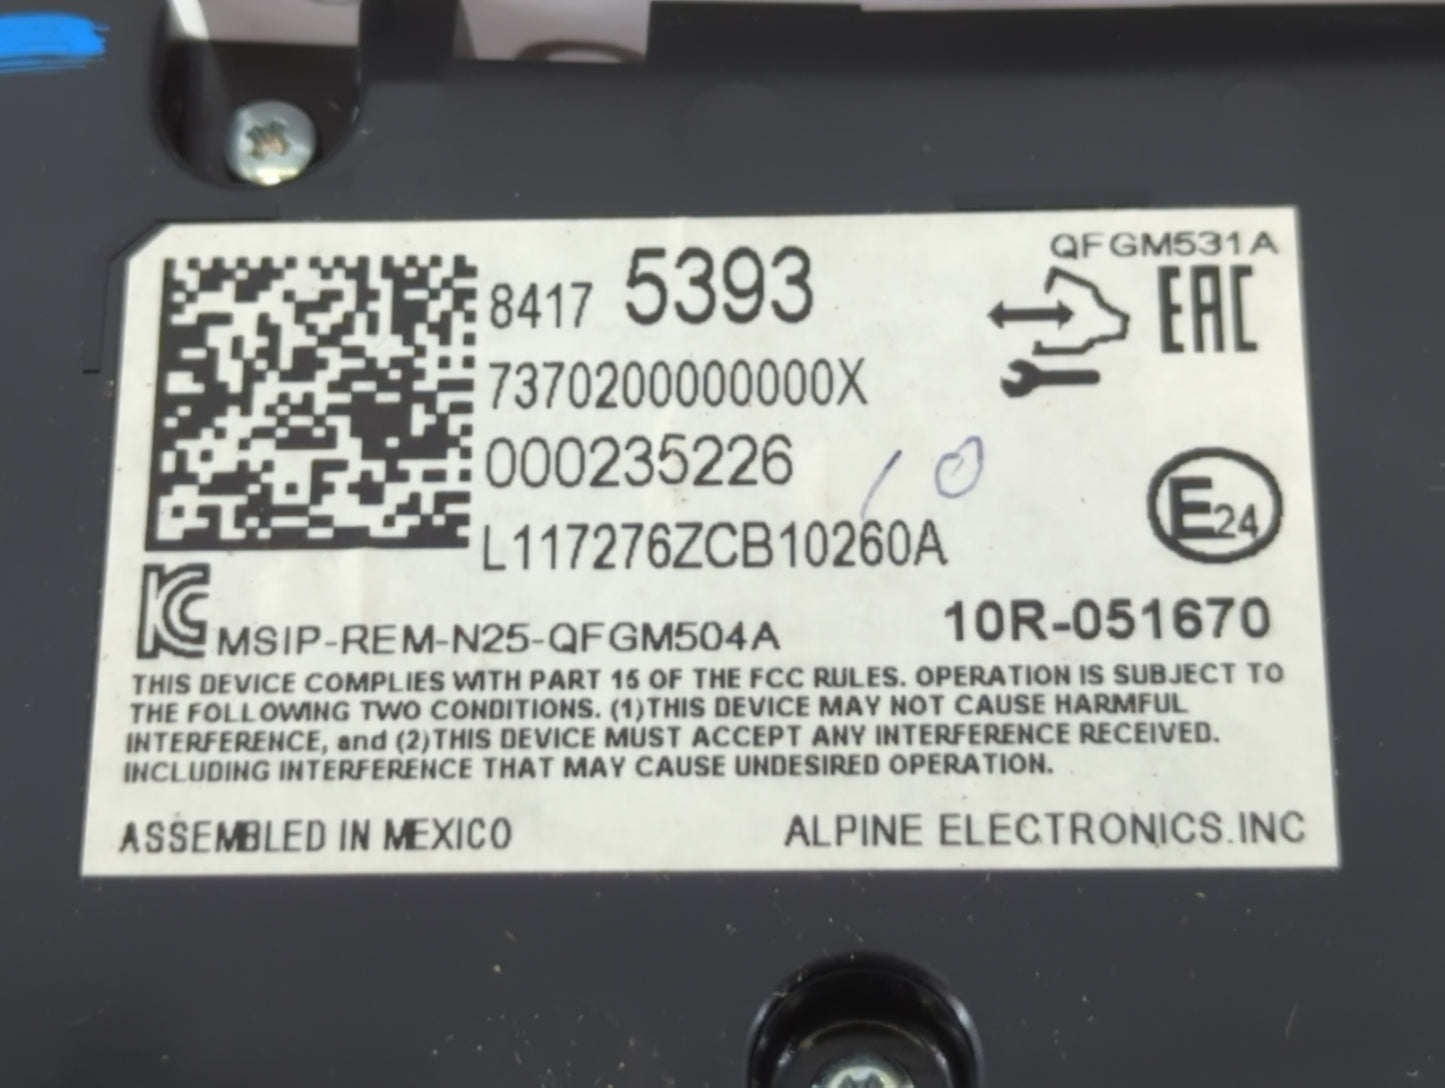 QFGM531A
8417 5393
EAC
7370200000000X
000235226
10
E24
L117276ZCB10260A
KC MSIP-REM-N25-QFGM504A
10R-051670
THIS DEVICE COMPLIES WITH PART 15 OF THE FCC RULES. OPERATION IS SUBJECT TO
THE FOLLOWING TWO CONDITIONS. (1)THIS DEVICE MAY NOT CAUSE HARMFUL
INTERFERENCE, and (2)THIS DEVICE MUST ACCEPT ANY INTERFERENCE RECEIVED.
INCLUDING INTERFERENCE THAT MAY CAUSE UNDESIRED OPERATION.
ASSEMBLED IN MEXICO
ALPINE ELECTRONICS.INC